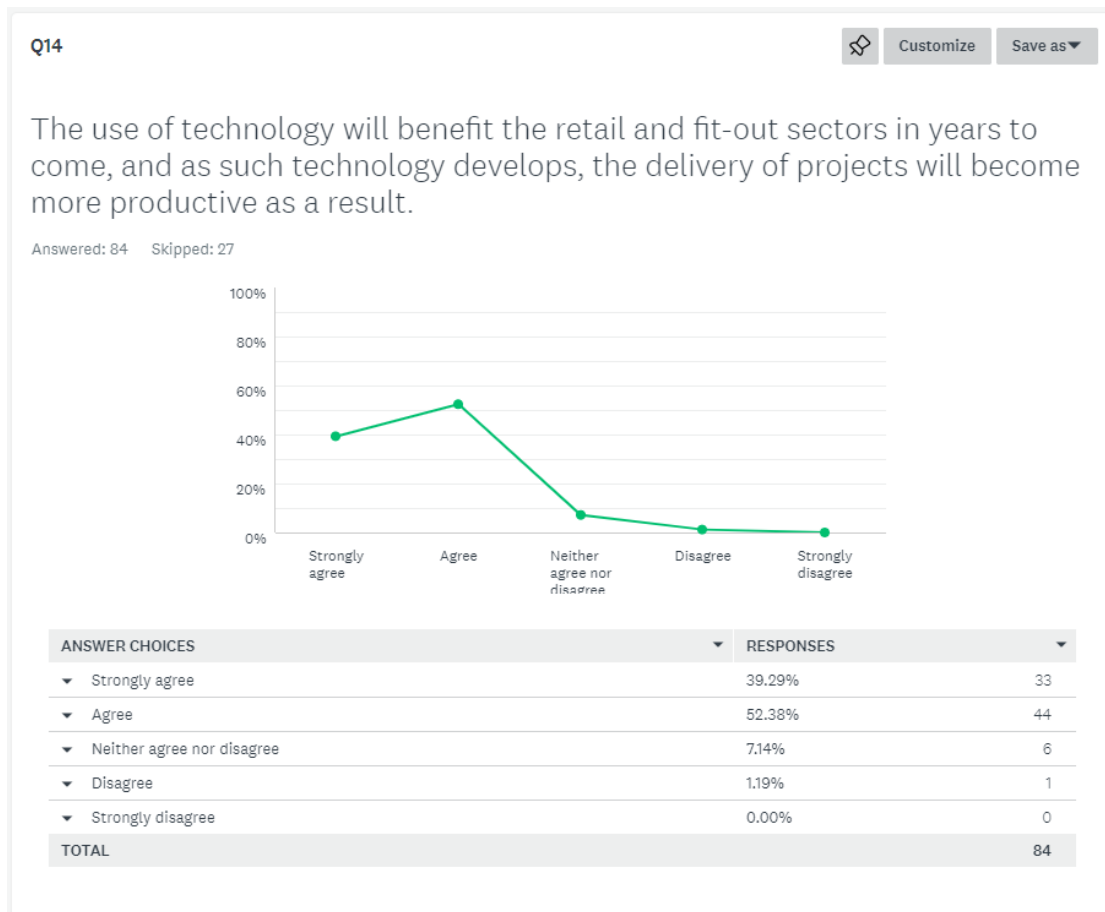 Q14
Customize
Save as
The use of technology will benefit the retail and fit-out sectors in years to
come, and as such technology develops, the delivery of projects will become
more productive as a result.
Answered: 84 Skipped: 27
100%
80%
60%
40%
20%
0%
Strongly
agree
Agree
Neither
agree nor
disagree
Disagree
Strongly
disagree
ANSWER CHOICES RESPONSES
Strongly agree 39.29% 33
Agree 52.38% 44
Neither agree nor disagree 7.14% 6
Disagree 1.19% 1
Strongly disagree 0.00% 0
TOTAL 84